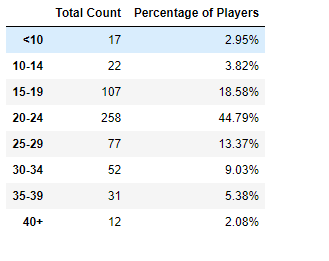 Total Count Percentage of Players
<10 17 2.95%
10-14 22 3.82%
15-19 107 18.58%
20-24 258 44.79%
25-29 77 13.37%
30-34 52 9.03%
35-39 31 5.38%
40+ 12 2.08%